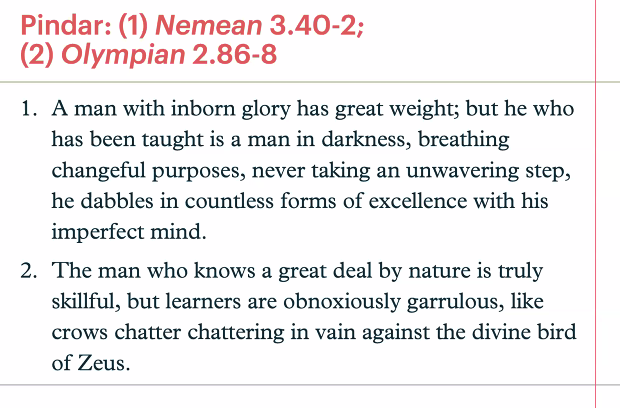 Pindar: (1) Nemean 3.40-2;
(2) Olympian 2.86-8
1. A man with inborn glory has great weight; but he who
has been taught is a man in darkness, breathing
changeful purposes, never taking an unwavering step,
he dabbles in countless forms of excellence with his
imperfect mind.
2. The man who knows a great deal by nature is truly
skillful, but learners are obnoxiously garrulous, like
crows chatter chattering in vain against the divine bird
of Zeus.